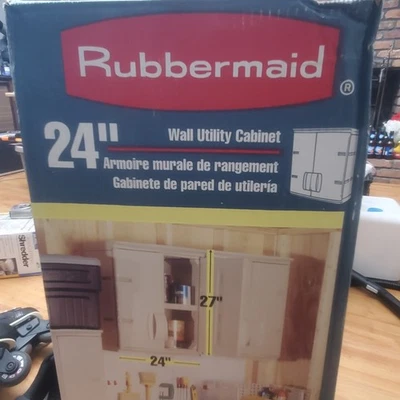 Rubbermaid
®
24"
Wall Utility Cabinet
Armoire murale de rangement
Gabinete de pared de utilería
Shredder
27"
24"